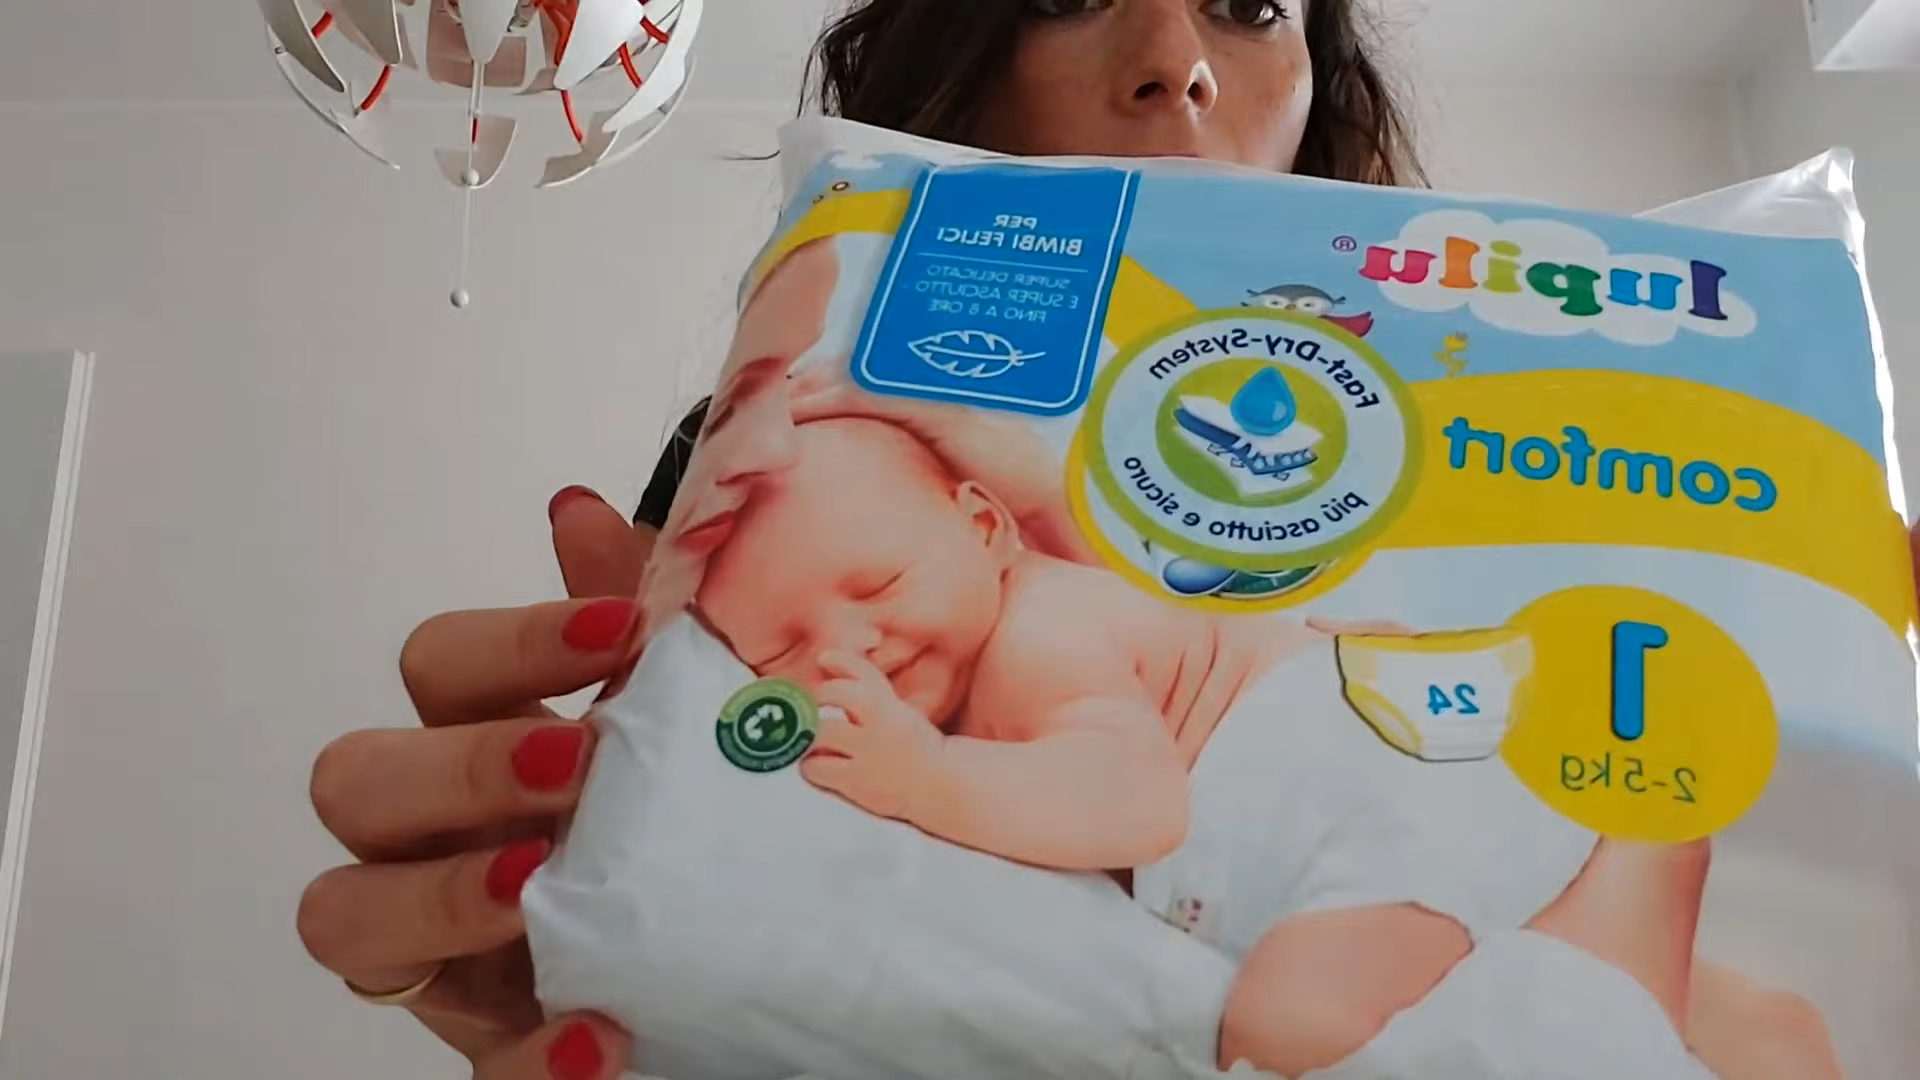 lupilu®
comfort
PER
BIMBI FELICI
SUPER DELICATO
E SUPER ASCIUTTO
FINO A 8 ORE
Fast-Dry-System
più asciutto e sicuro
1
2-5 kg
24